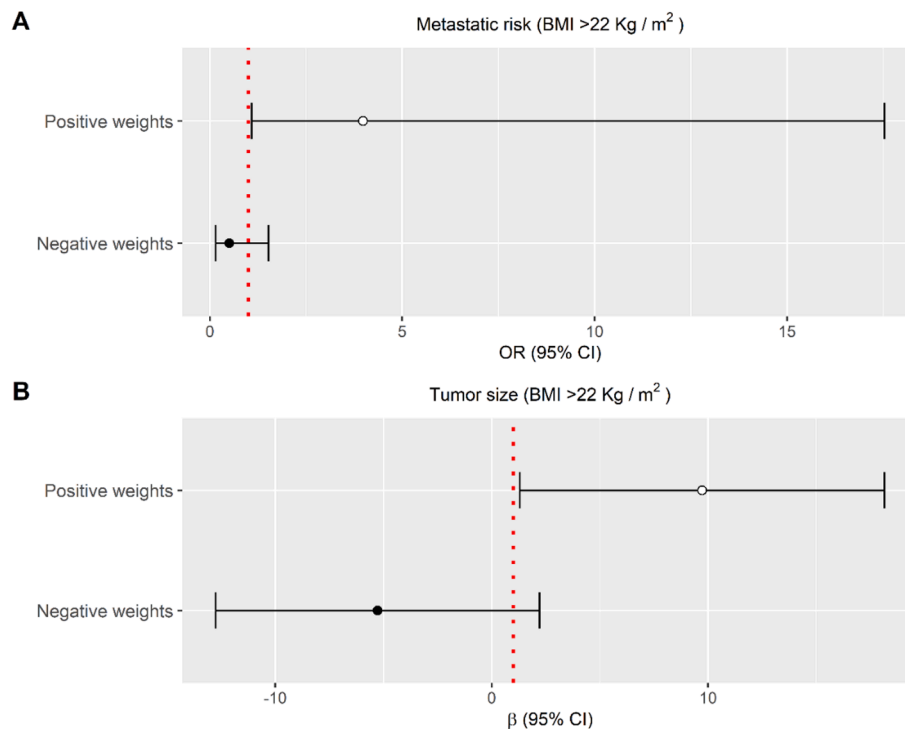 A
Metastatic risk (BMI >22 Kg / m² )
Positive weights
Negative weights
0 5 10 15
OR (95% CI)
B
Tumor size (BMI >22 Kg / m² )
Positive weights
Negative weights
-10 0 10
β (95% CI)